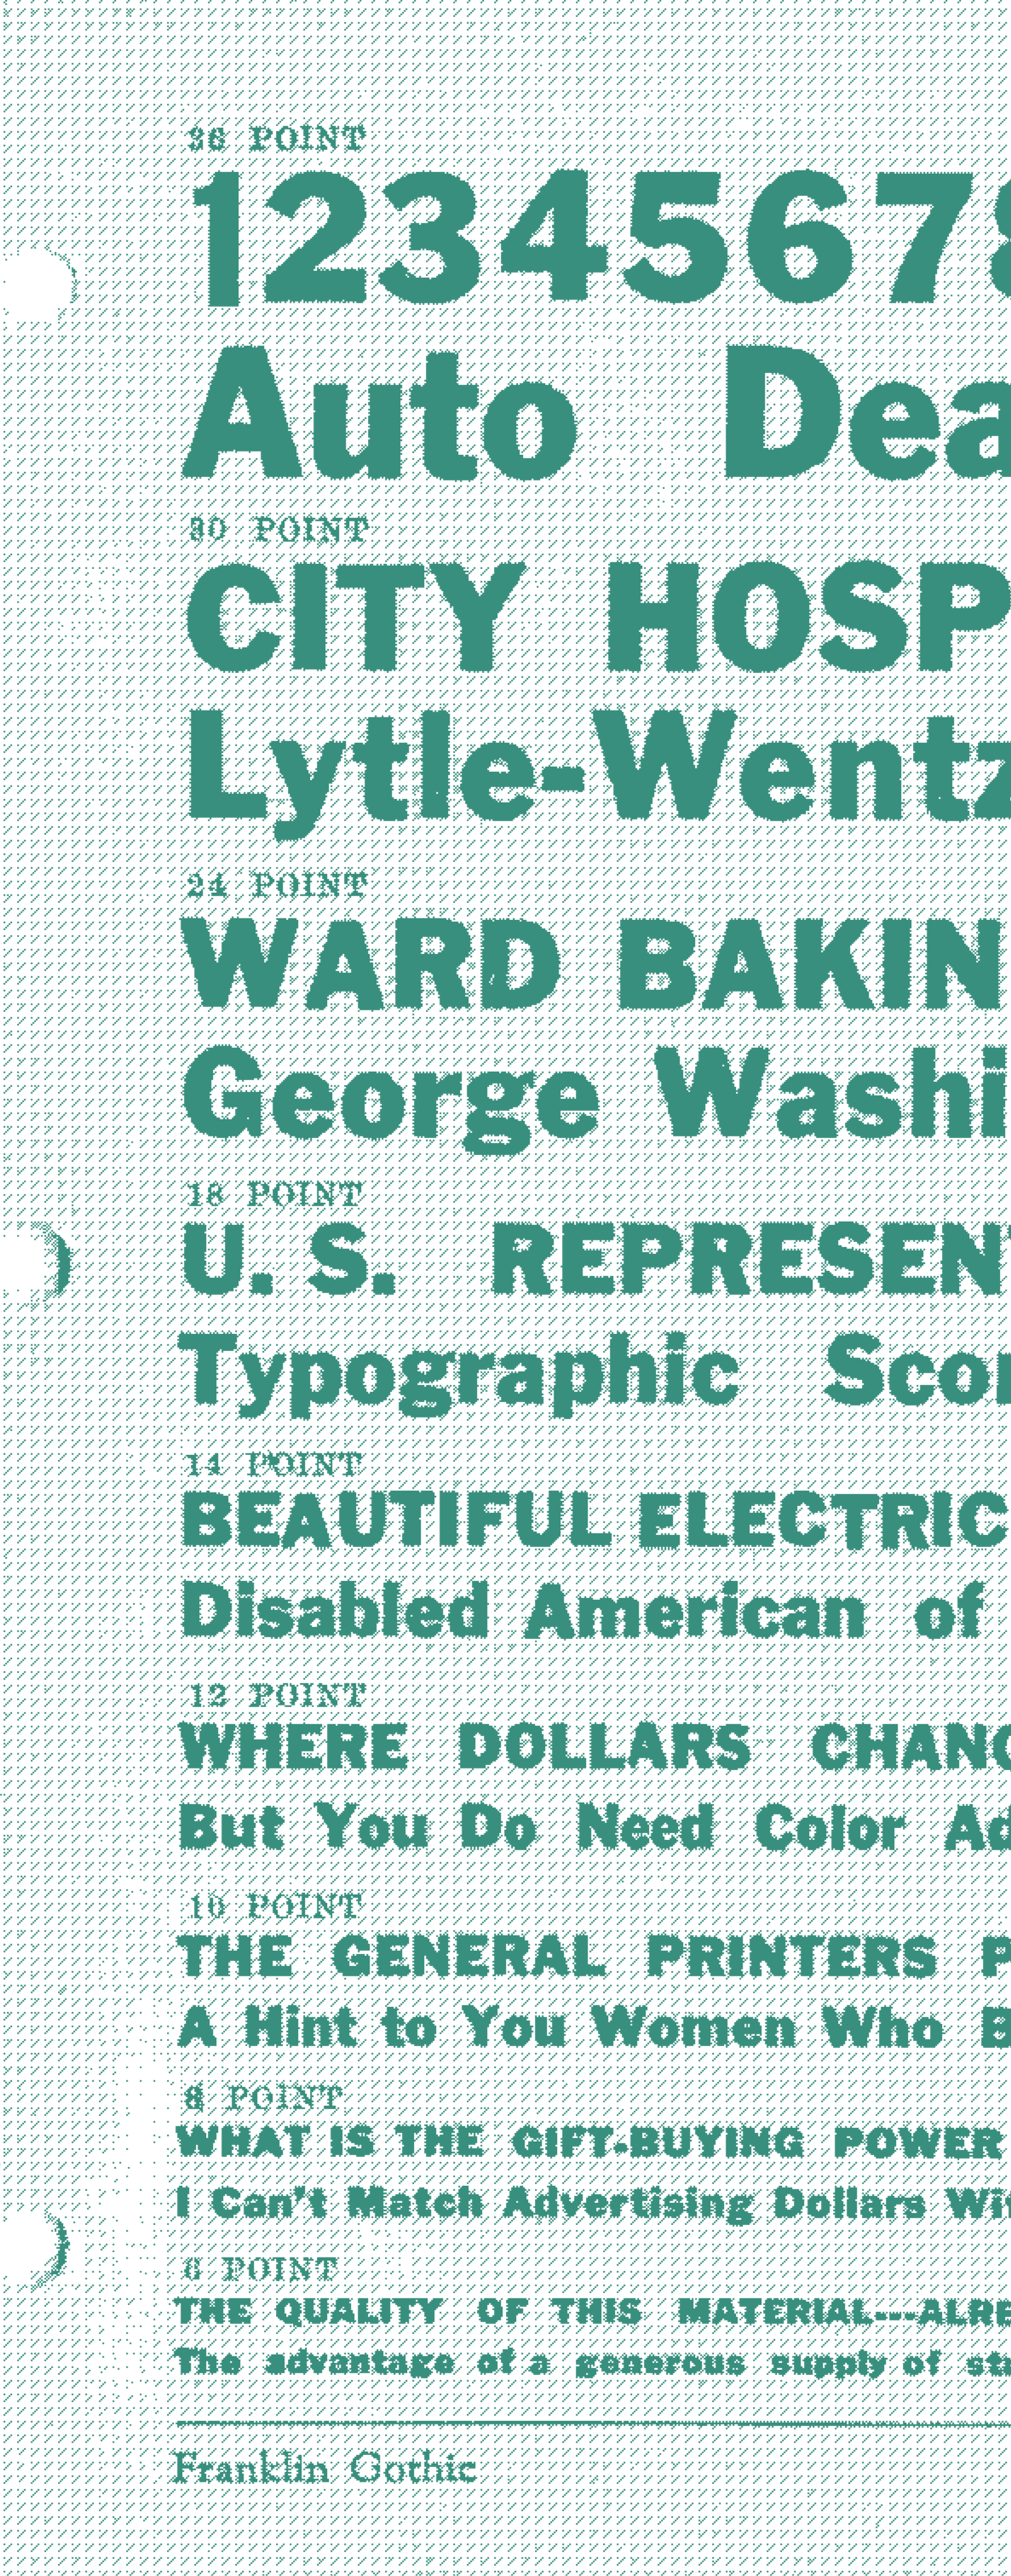 36 POINT
12345678
Auto Dea
30 POINT
CITY HOSP
Lytle-Wentz
24 POINT
WARD BAKIN
George Washi
18 POINT
U. S. REPRESEN
Typographic Scor
14 POINT
BEAUTIFUL ELECTRIC
Disabled American of
12 POINT
WHERE DOLLARS CHANG
But You Do Need Color Ad
10 POINT
THE GENERAL PRINTERS P
A Hint to You Women Who B
8 POINT
WHAT IS THE GIFT-BUYING POWER
I Can't Match Advertising Dollars Wit
6 POINT
THE QUALITY OF THIS MATERIAL---ALRE
The advantage of a generous supply of str
Franklin Gothic